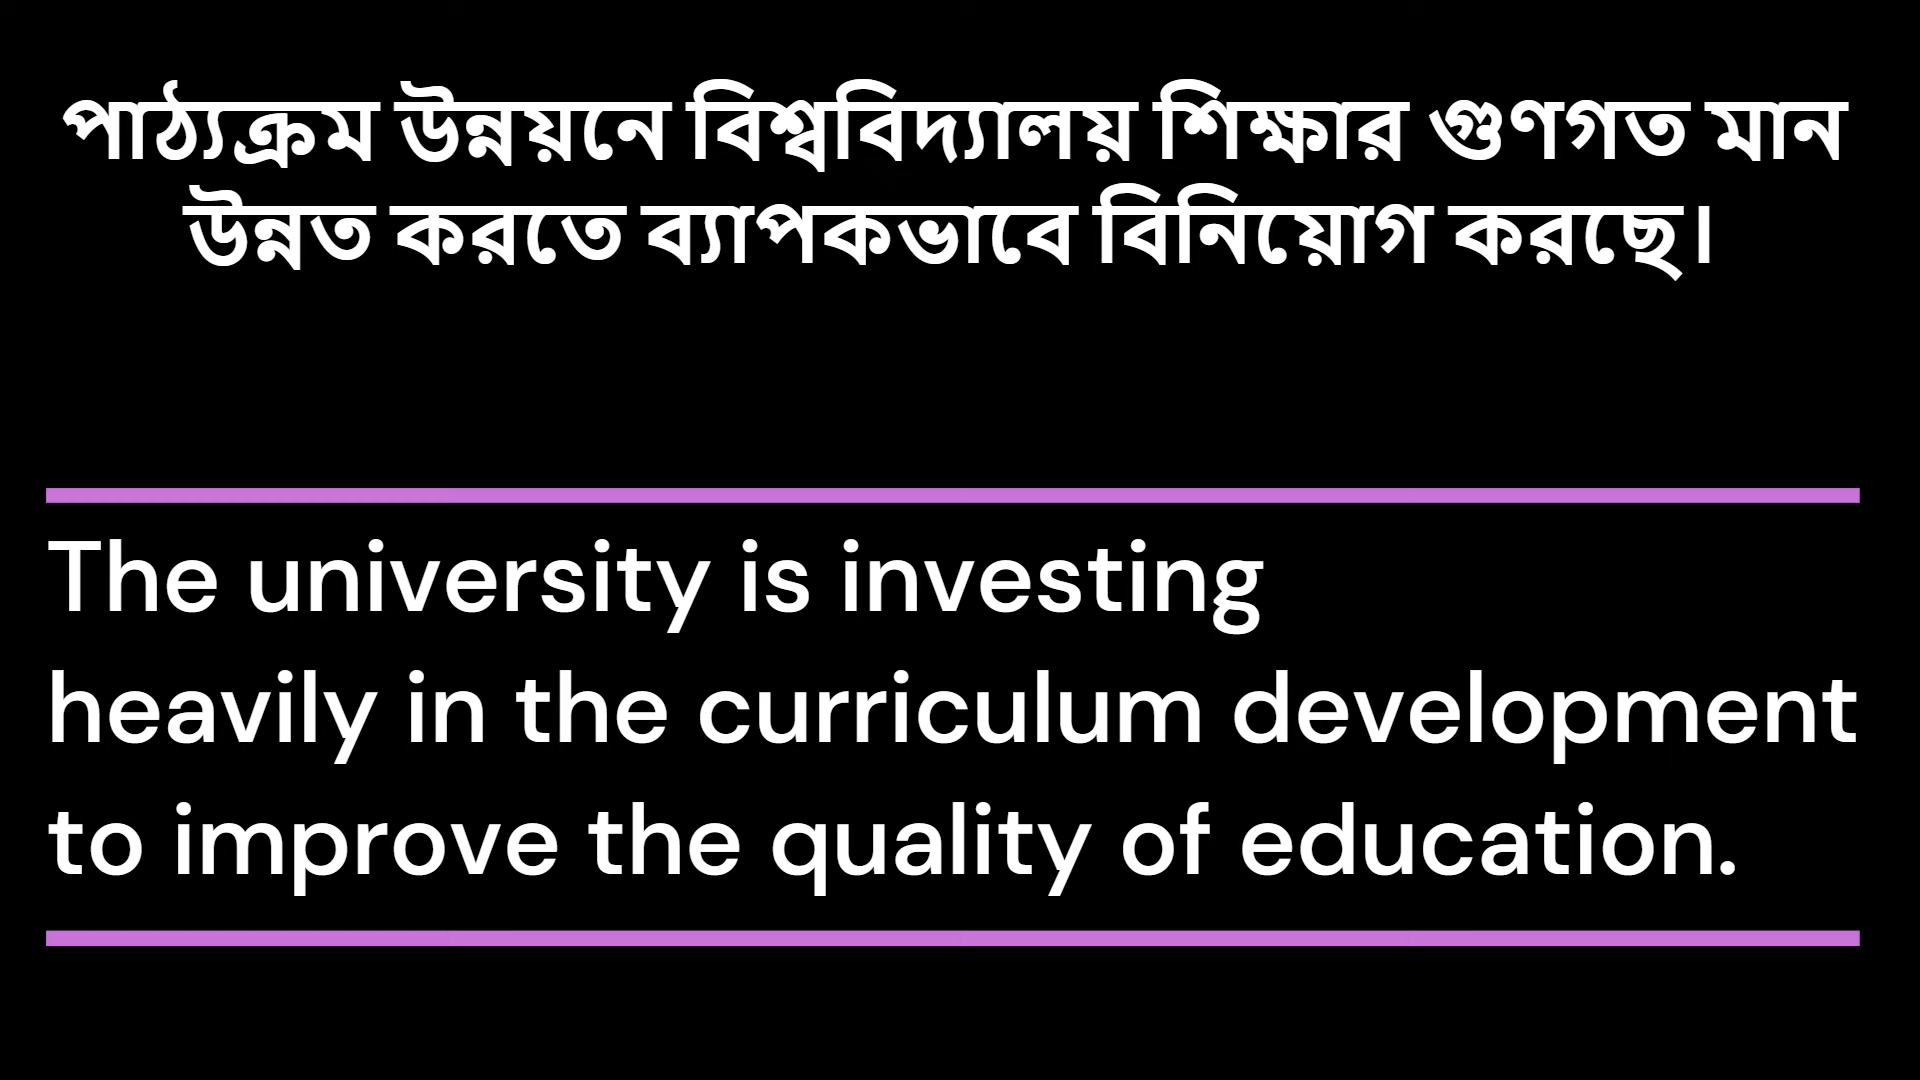 পাঠ্যক্রম উন্নয়নে বিশ্ববিদ্যালয় শিক্ষার গুণগত মান
উন্নত করতে ব্যাপকভাবে বিনিয়োগ করছে।
The university is investing
heavily in the curriculum development
to improve the quality of education.